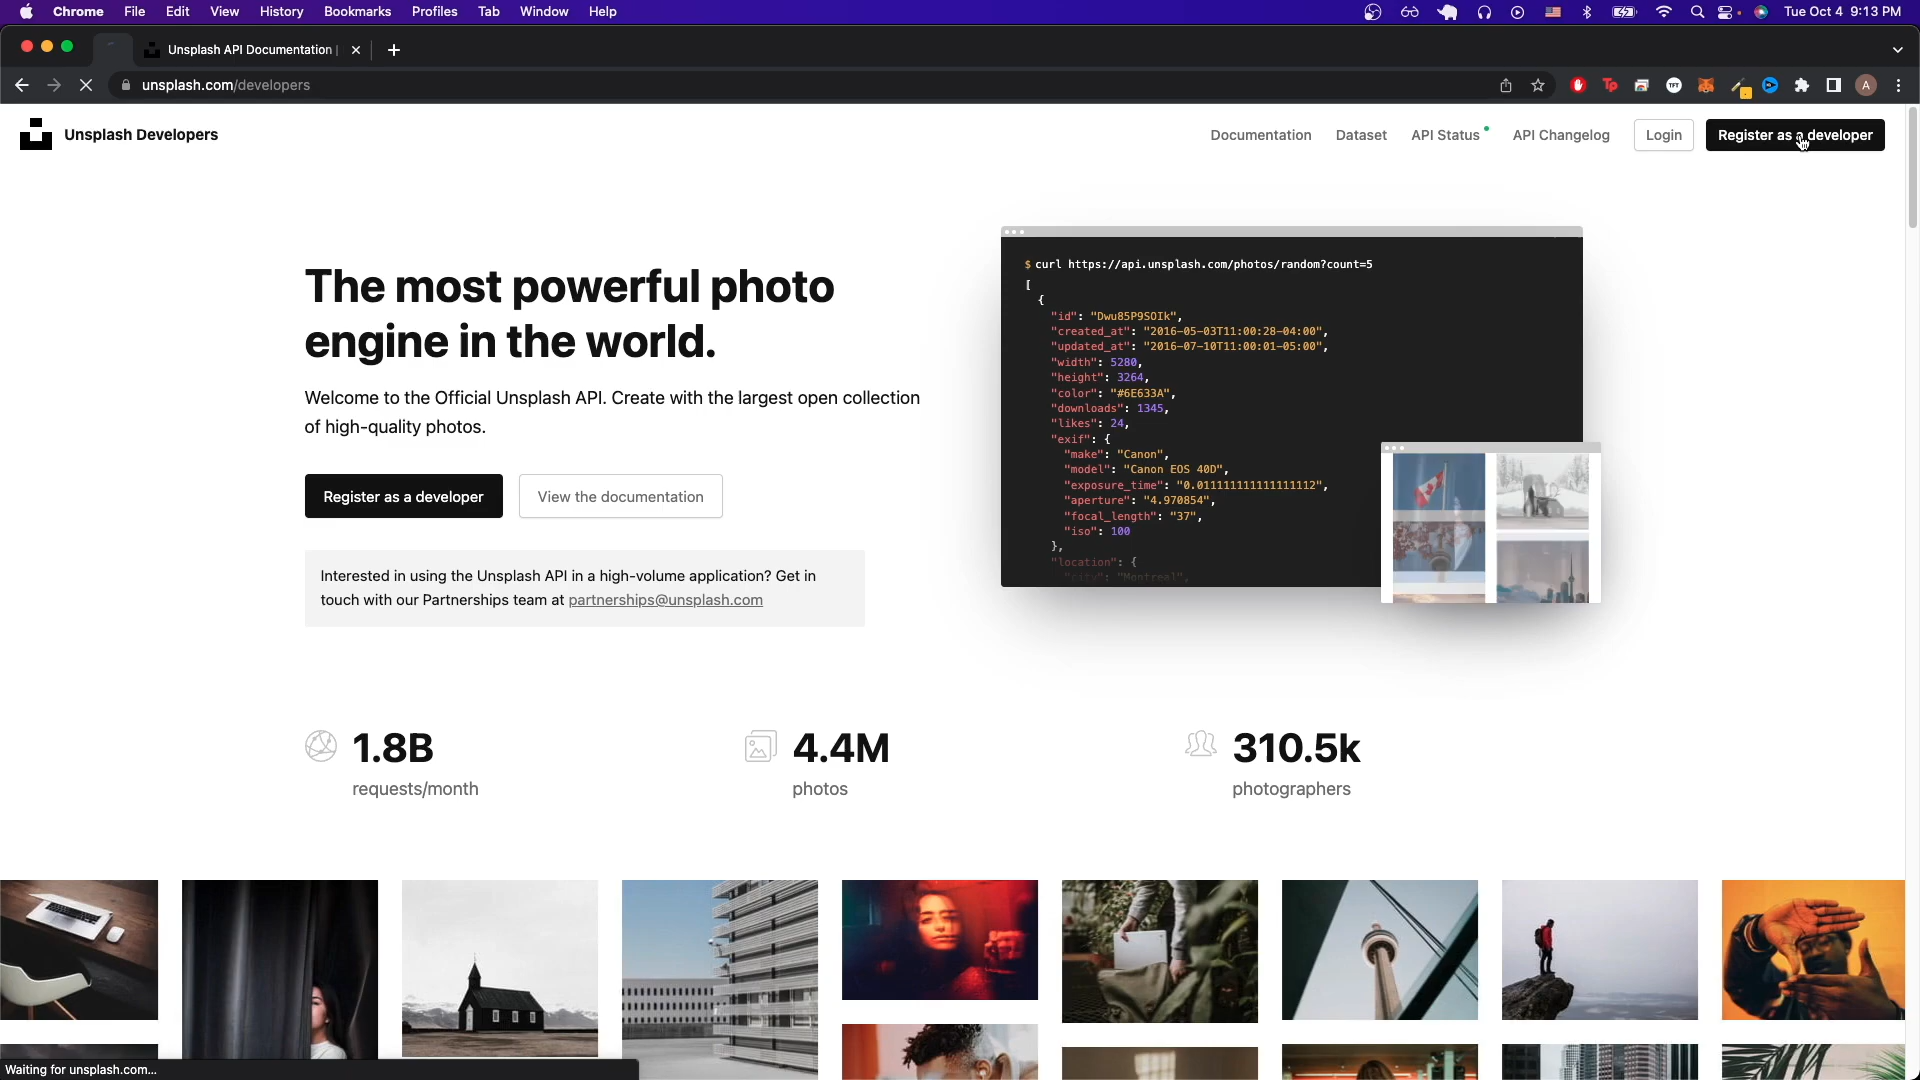 Chrome File Edit View History Bookmarks Profiles Tab Window Help Tue Oct 4 9:13 PM
Unsplash API Documentation |
unsplash.com/developers
Unsplash Developers
Documentation Dataset API Status API Changelog Login Register as a developer
The most powerful photo
engine in the world.
Welcome to the Official Unsplash API. Create with the largest open collection
of high-quality photos.
Register as a developer View the documentation
Interested in using the Unsplash API in a high-volume application? Get in
touch with our Partnerships team at partnerships@unsplash.com
$ curl https://api.unsplash.com/photos/random?count=5
[
{
"id": "Dwu85P9SOIk",
"created_at": "2016-05-03T11:00:28-04:00",
"updated_at": "2016-07-10T11:00:01-05:00",
"width": 5280,
"height": 3264,
"color": "#6E633A",
"downloads": 1345,
"likes": 24,
"exif": {
"make": "Canon",
"model": "Canon EOS 40D",
"exposure_time": "0.011111111111111112",
"aperture": "4.970854",
"focal_length": "37",
"iso": 100
},
"location": {
"city": "Montreal",
1.8B
requests/month
4.4M
photos
310.5k
photographers
Waiting for unsplash.com...